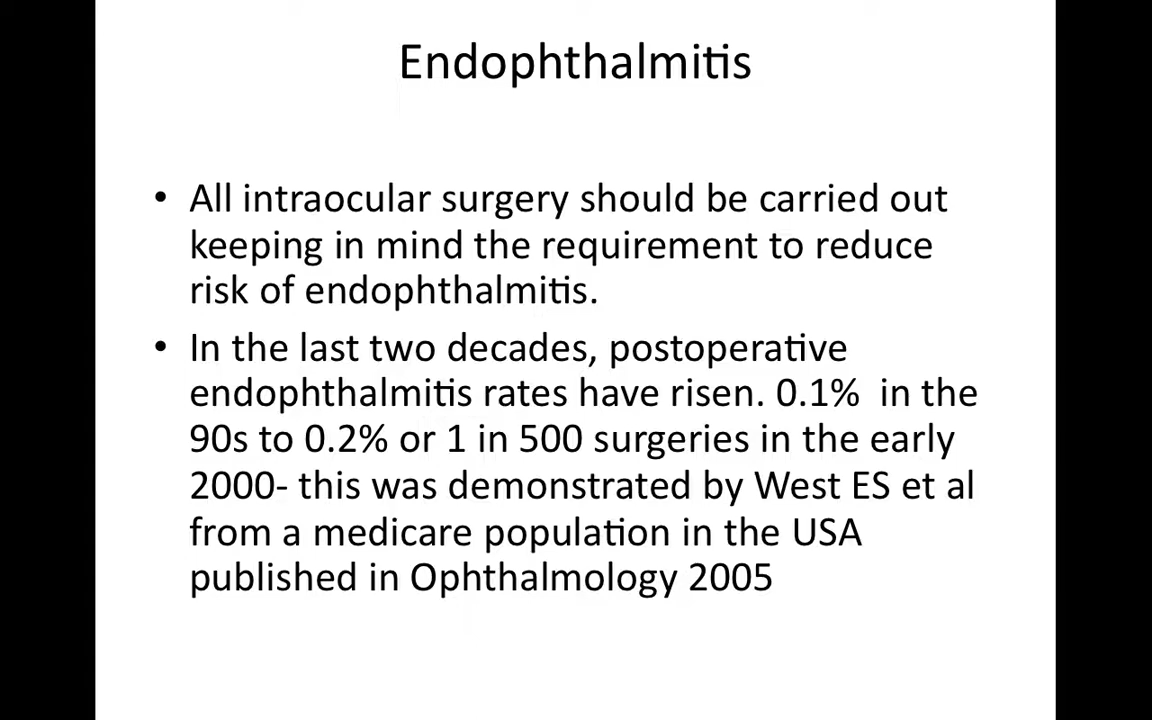 Endophthalmitis
• All intraocular surgery should be carried out
keeping in mind the requirement to reduce
risk of endophthalmitis.
• In the last two decades, postoperative
endophthalmitis rates have risen. 0.1%  in the
90s to 0.2% or 1 in 500 surgeries in the early
2000- this was demonstrated by West ES et al
from a medicare population in the USA
published in Ophthalmology 2005